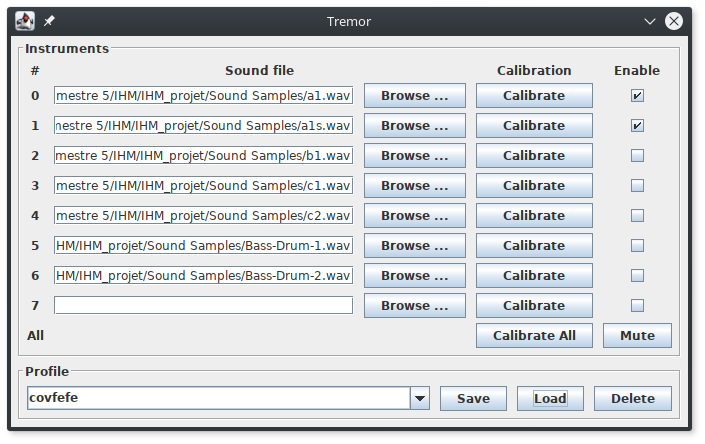 Tremor
Instruments
# Sound file Calibration Enable
0 mestre 5/IHM/IHM_projet/Sound Samples/a1.wav Browse ... Calibrate
1 nestre 5/IHM/IHM_projet/Sound Samples/a1s.wav Browse ... Calibrate
2 mestre 5/IHM/IHM_projet/Sound Samples/b1.wav Browse ... Calibrate
3 mestre 5/IHM/IHM_projet/Sound Samples/c1.wav Browse ... Calibrate
4 mestre 5/IHM/IHM_projet/Sound Samples/c2.wav Browse ... Calibrate
5 HM/IHM_projet/Sound Samples/Bass-Drum-1.wav Browse ... Calibrate
6 HM/IHM_projet/Sound Samples/Bass-Drum-2.wav Browse ... Calibrate
7 Browse ... Calibrate
All Calibrate All Mute
Profile
covfefe Save Load Delete